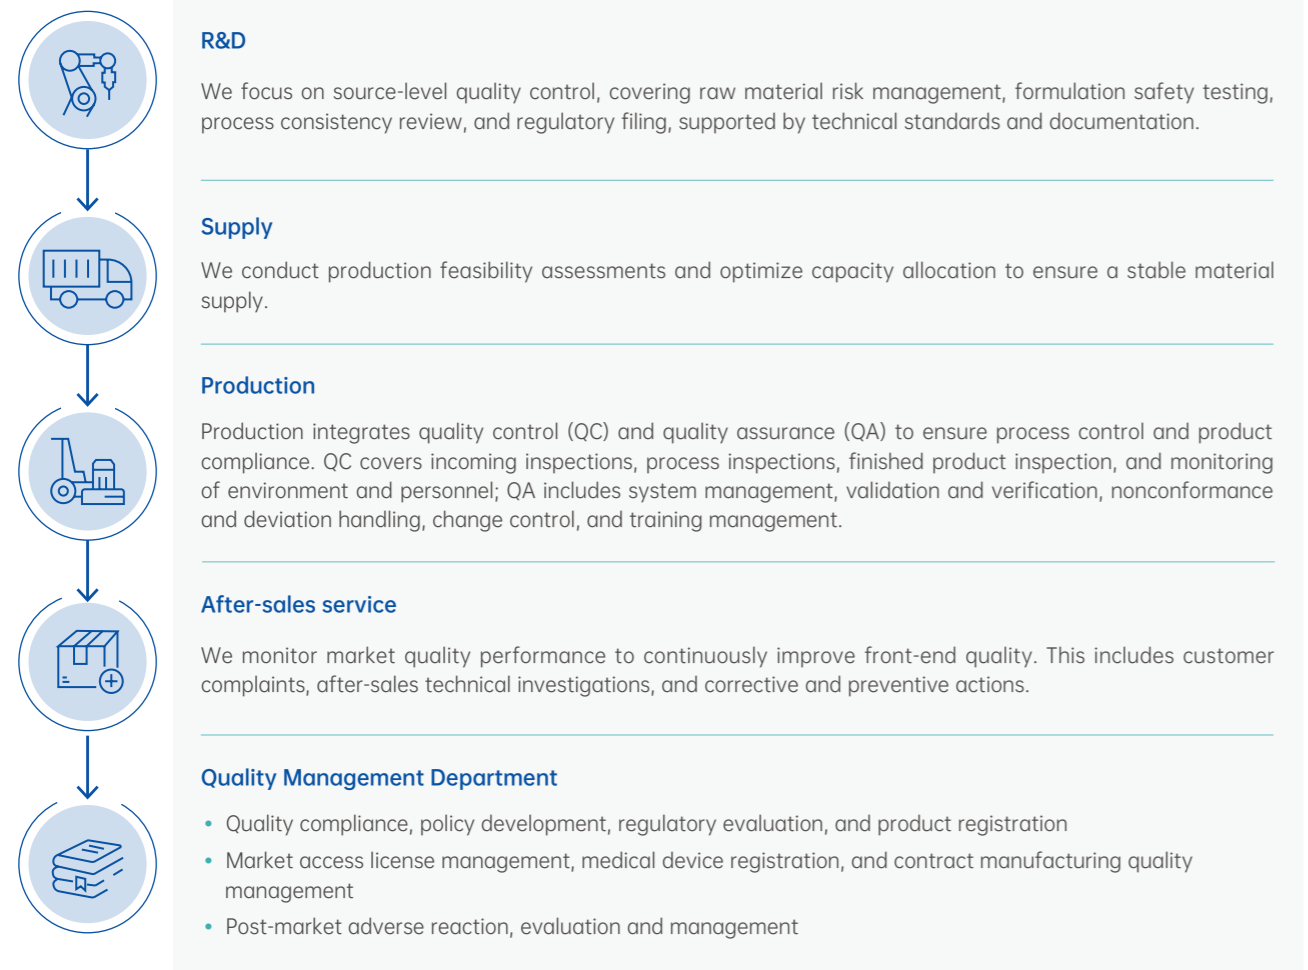 R&D
We focus on source-level quality control, covering raw material risk management, formulation safety testing,
process consistency review, and regulatory filing, supported by technical standards and documentation.
Supply
We conduct production feasibility assessments and optimize capacity allocation to ensure a stable material
supply.
Production
Production integrates quality control (QC) and quality assurance (QA) to ensure process control and product
compliance. QC covers incoming inspections, process inspections, finished product inspection, and monitoring
of environment and personnel; QA includes system management, validation and verification, nonconformance
and deviation handling, change control, and training management.
After-sales service
We monitor market quality performance to continuously improve front-end quality. This includes customer
complaints, after-sales technical investigations, and corrective and preventive actions.
Quality Management Department
• Quality compliance, policy development, regulatory evaluation, and product registration
• Market access license management, medical device registration, and contract manufacturing quality
management
• Post-market adverse reaction, evaluation and management